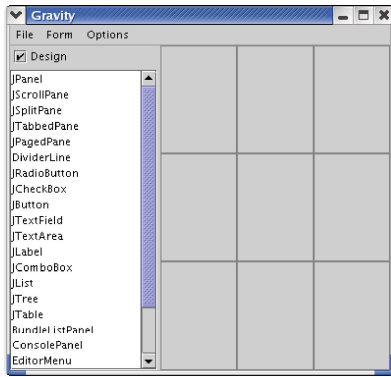 Gravity
File Form Options
Design
JPanel
JScrollPane
JSplitPane
JTabbedPane
JPagedPane
DividerLine
JRadioButton
JCheckBox
JButton
JTextField
JTextArea
JLabel
JComboBox
JList
JTree
JTable
BundleListPanel
ConsolePanel
EditorMenu